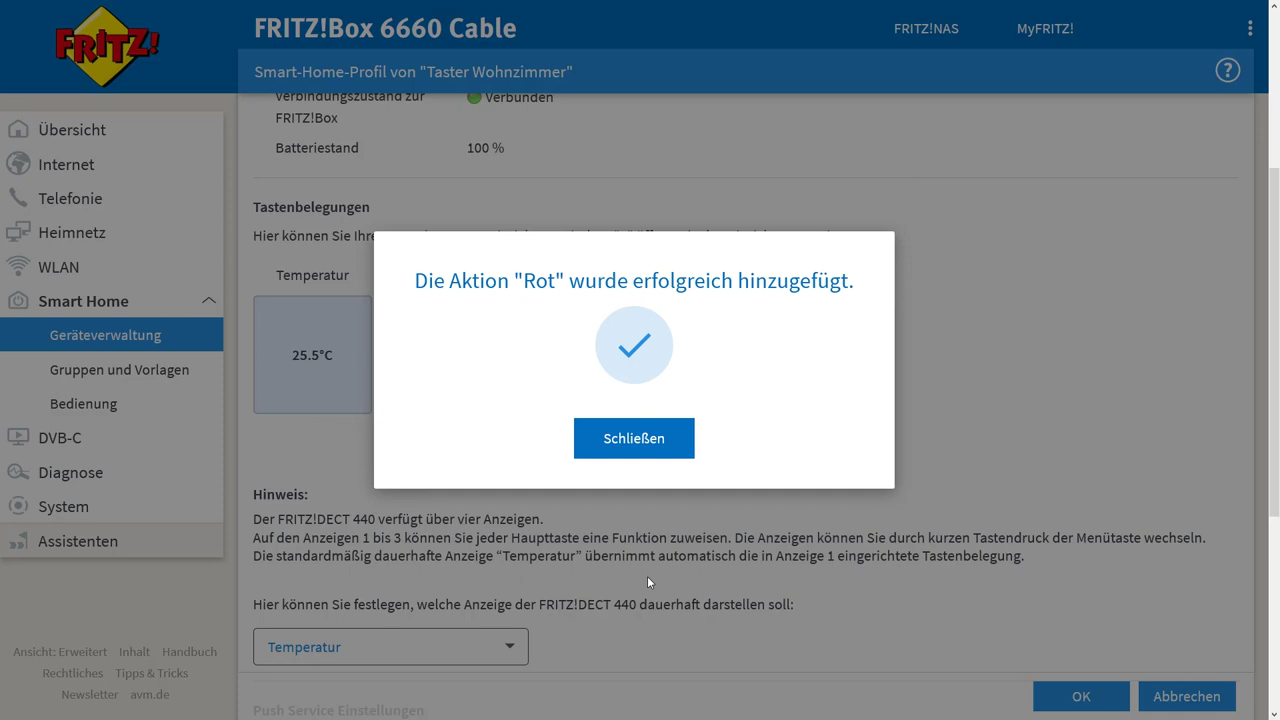 FRITZ!
FRITZ!Box 6660 Cable
FRITZ!NAS
MyFRITZ!
Smart-Home-Profil von "Taster Wohnzimmer"
?
Übersicht
Internet
Telefonie
Heimnetz
WLAN
Smart Home
Geräteverwaltung
Gruppen und Vorlagen
Bedienung
DVB-C
Diagnose
System
Assistenten
Ansicht: Erweitert Inhalt Handbuch
Rechtliches Tipps & Tricks
Newsletter avm.de
Verbindungszustand zur
FRITZ!Box
Verbunden
Batteriestand 100 %
Tastenbelegungen
Hier können Sie Ihre
Temperatur
25.5°C
Die Aktion "Rot" wurde erfolgreich hinzugefügt.
Schließen
Hinweis:
Der FRITZ!DECT 440 verfügt über vier Anzeigen.
Auf den Anzeigen 1 bis 3 können Sie jeder Haupttaste eine Funktion zuweisen. Die Anzeigen können Sie durch kurzen Tastendruck der Menütaste wechseln.
Die standardmäßig dauerhafte Anzeige “Temperatur” übernimmt automatisch die in Anzeige 1 eingerichtete Tastenbelegung.
Hier können Sie festlegen, welche Anzeige der FRITZ!DECT 440 dauerhaft darstellen soll:
Temperatur
Push Service Einstellungen
OK
Abbrechen